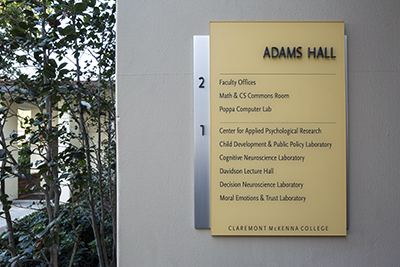 ADAMS HALL
2
Faculty Offices
Math & CS Commons Room
Poppa Computer Lab
1
Center for Applied Psychological Research
Child Development & Public Policy Laboratory
Cognitive Neuroscience Laboratory
Davidson Lecture Hall
Decision Neuroscience Laboratory
Moral Emotions & Trust Laboratory
CLAREMONT MCKENNA COLLEGE